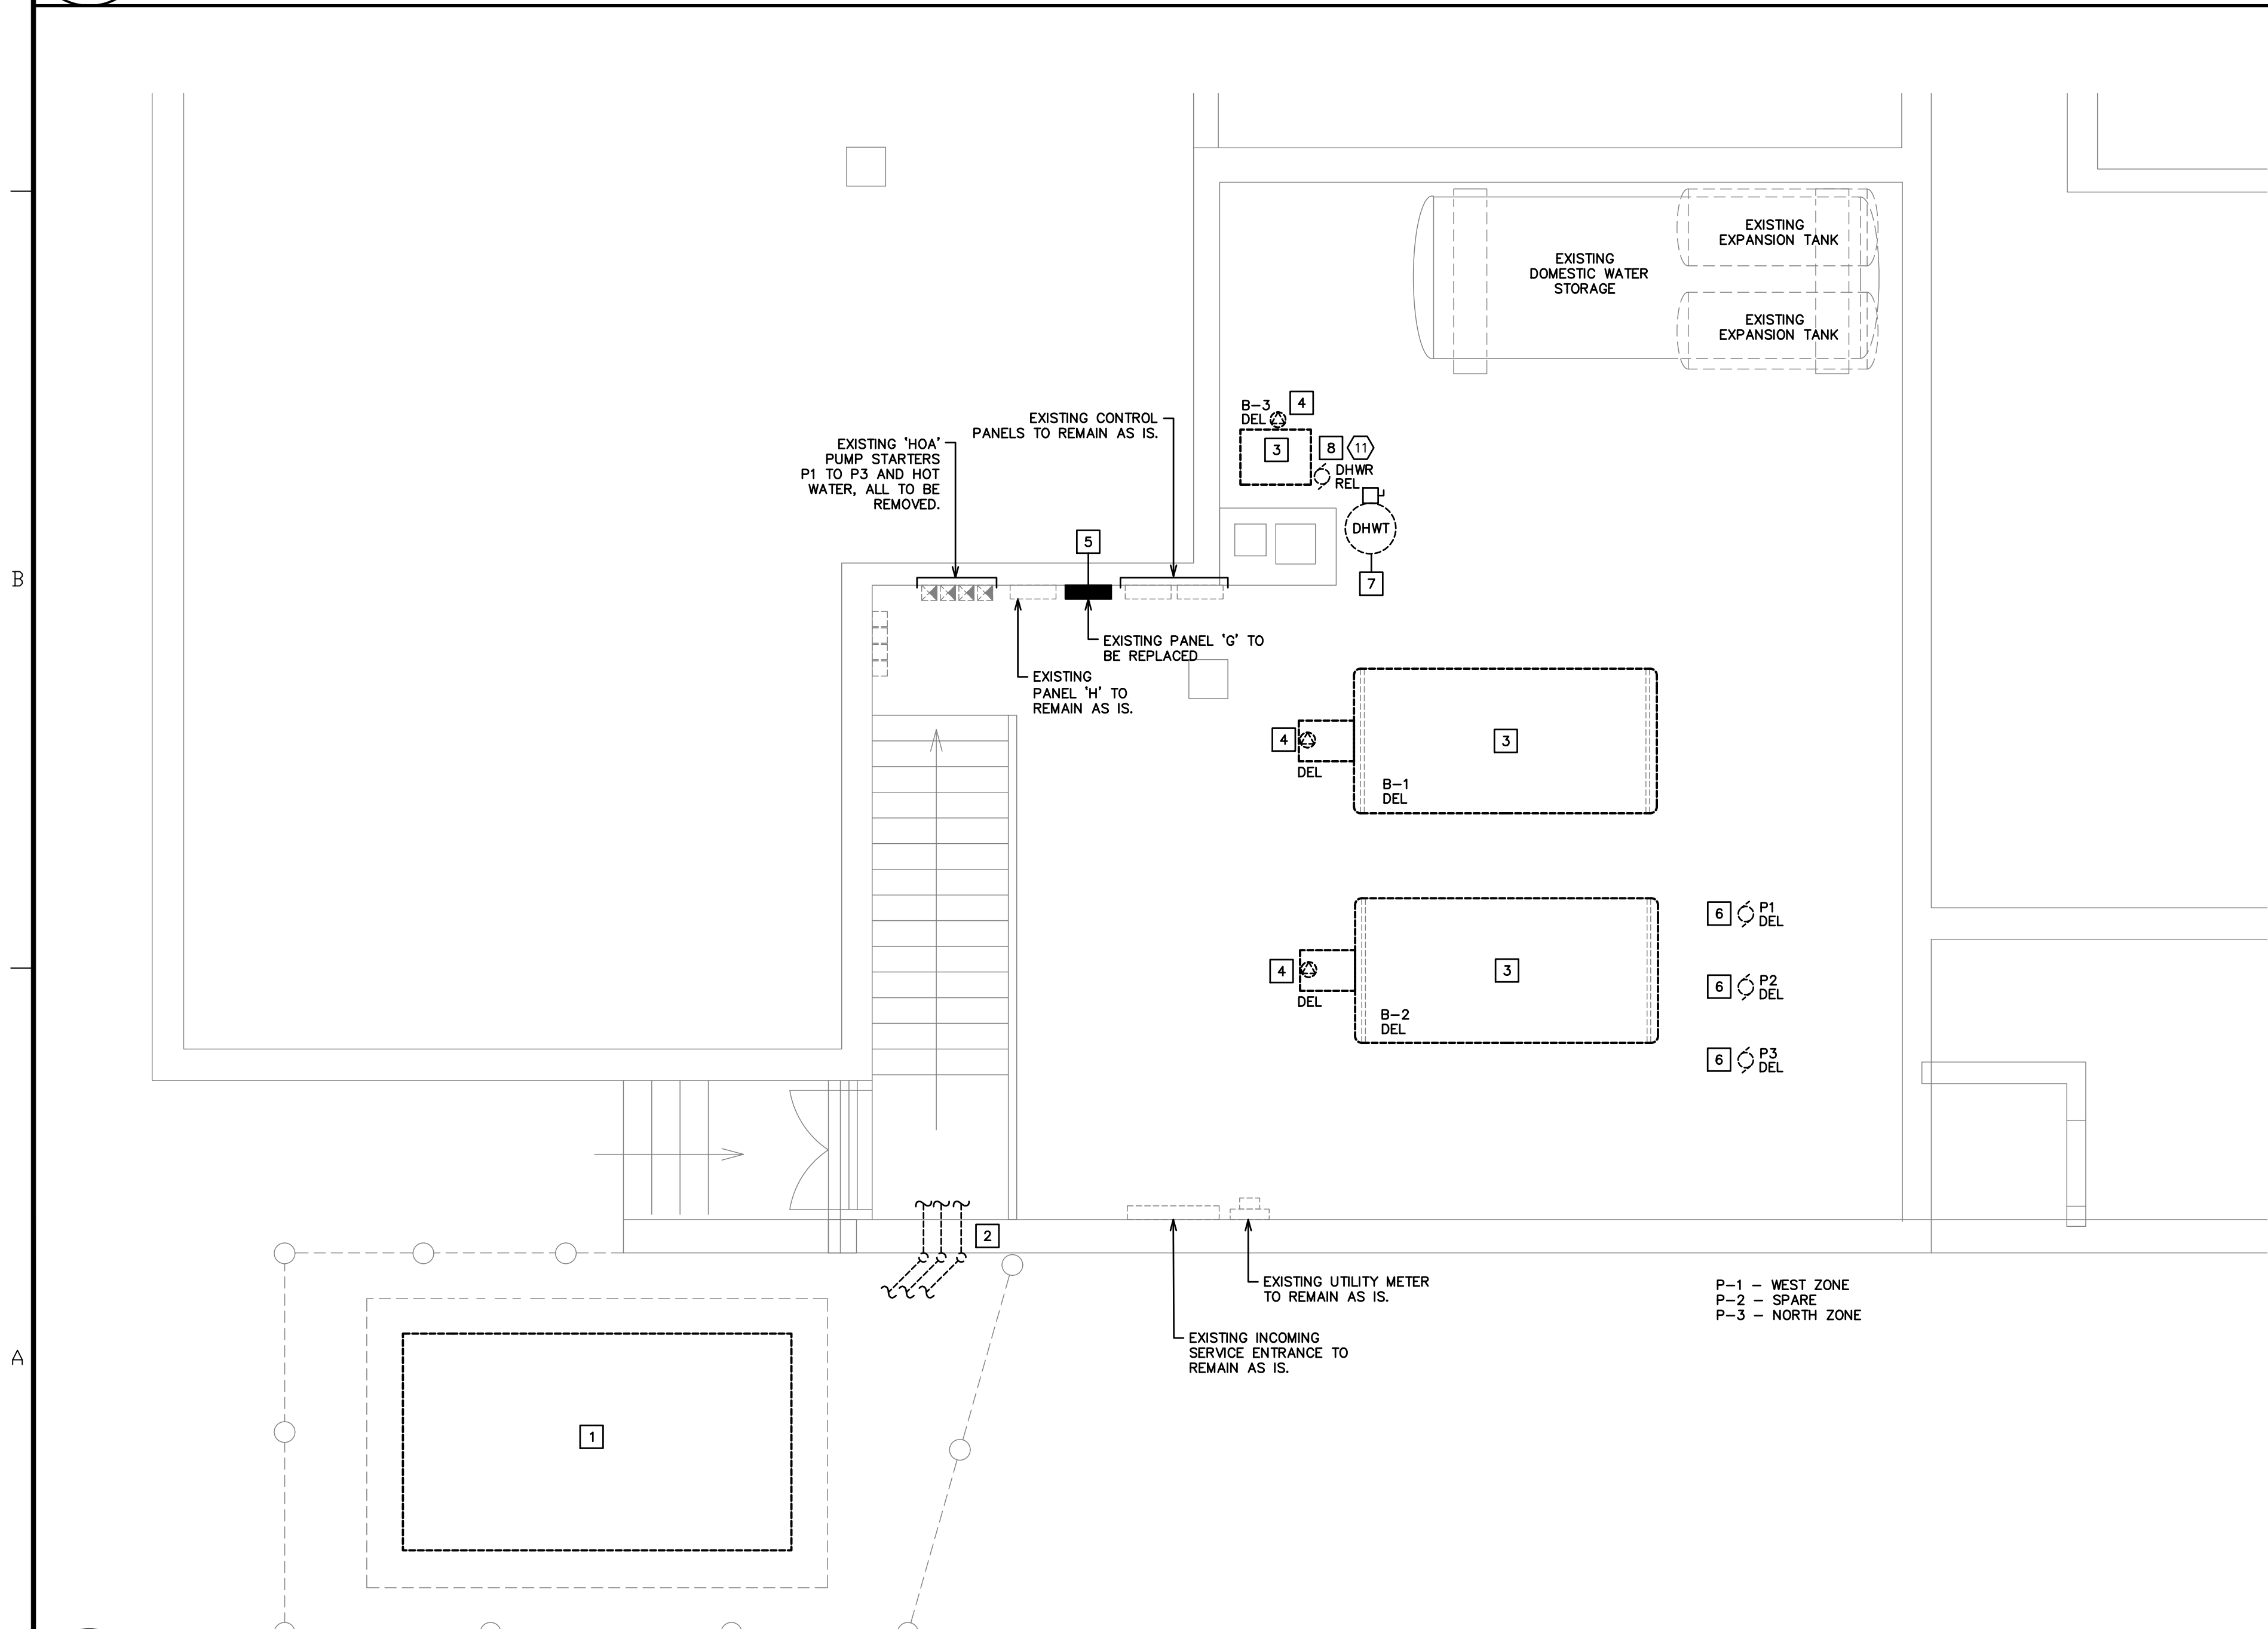 EXISTING
EXPANSION TANK
EXISTING
DOMESTIC WATER
STORAGE
EXISTING
EXPANSION TANK
B-3
DEL
4
3
8
11
DHWR
REL
DHWT
7
EXISTING CONTROL
PANELS TO REMAIN AS IS.
EXISTING 'HOA'
PUMP STARTERS
P1 TO P3 AND HOT
WATER, ALL TO BE
REMOVED.
5
B
EXISTING PANEL 'G' TO
BE REPLACED
EXISTING
PANEL 'H' TO
REMAIN AS IS.
4
DEL
3
B-1
DEL
4
DEL
3
B-2
DEL
6
P1
DEL
6
P2
DEL
6
P3
DEL
2
EXISTING UTILITY METER
TO REMAIN AS IS.
EXISTING INCOMING
SERVICE ENTRANCE TO
REMAIN AS IS.
P-1 - WEST ZONE
P-2 - SPARE
P-3 - NORTH ZONE
A
1